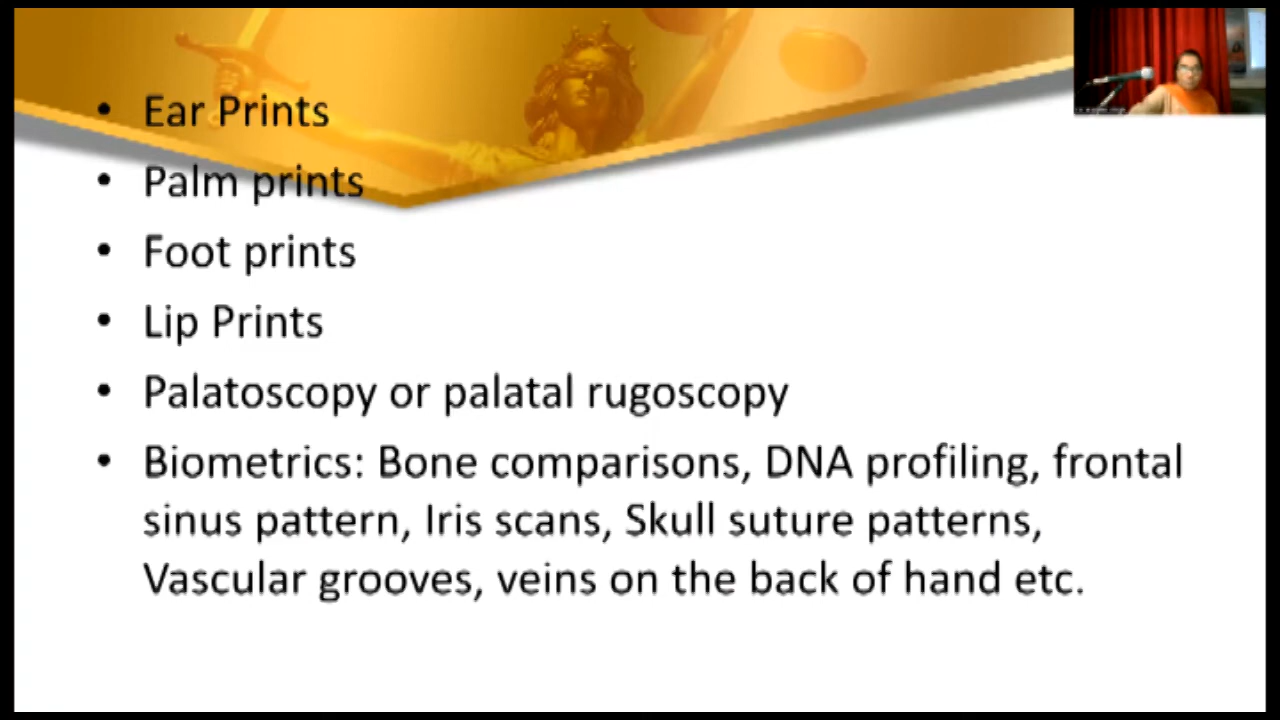 • Ear Prints
• Palm prints
• Foot prints
• Lip Prints
• Palatoscopy or palatal rugoscopy
• Biometrics: Bone comparisons, DNA profiling, frontal
sinus pattern, Iris scans, Skull suture patterns,
Vascular grooves, veins on the back of hand etc.